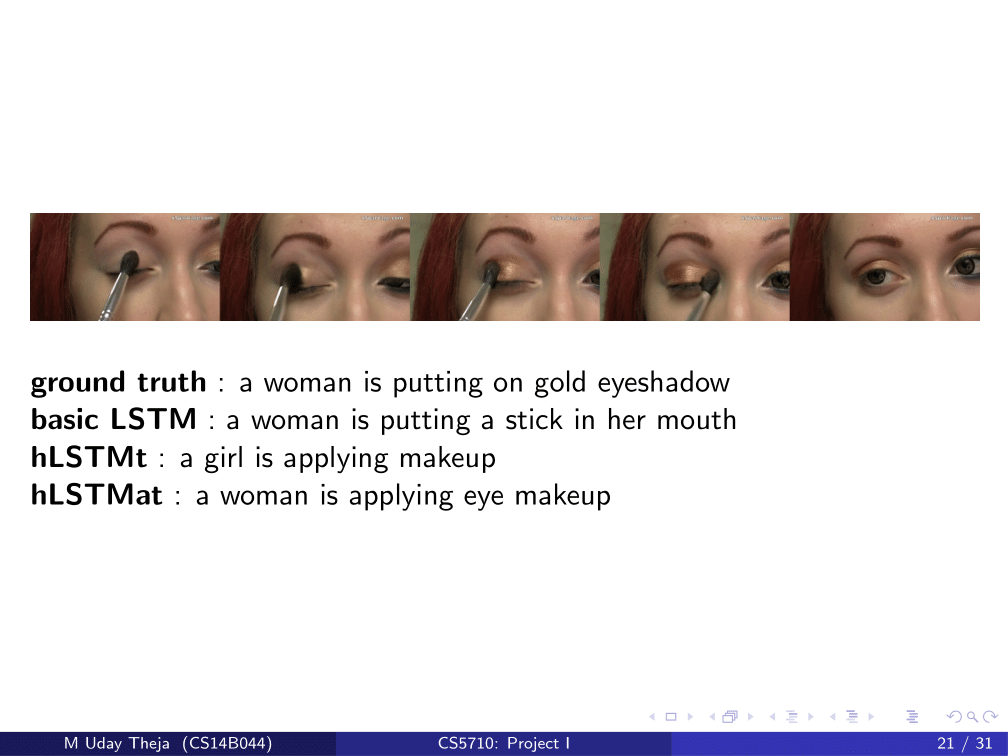 ground truth : a woman is putting on gold eyeshadow
basic LSTM : a woman is putting a stick in her mouth
hLSTMt : a girl is applying makeup
hLSTMat : a woman is applying eye makeup
M Uday Theja (CS14B044) CS5710: Project I 21 / 31